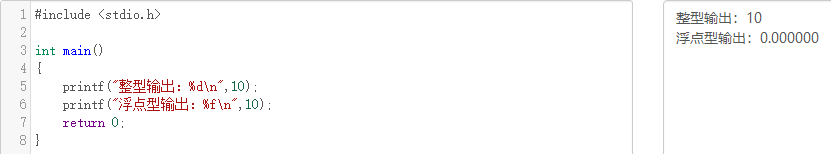 1 #include <stdio.h>
2
3 int main()
4 {
5 printf("整型输出：%d\n",10);
6 printf("浮点型输出：%f\n",10);
7 return 0;
8 }
整型输出：10
浮点型输出：0.000000